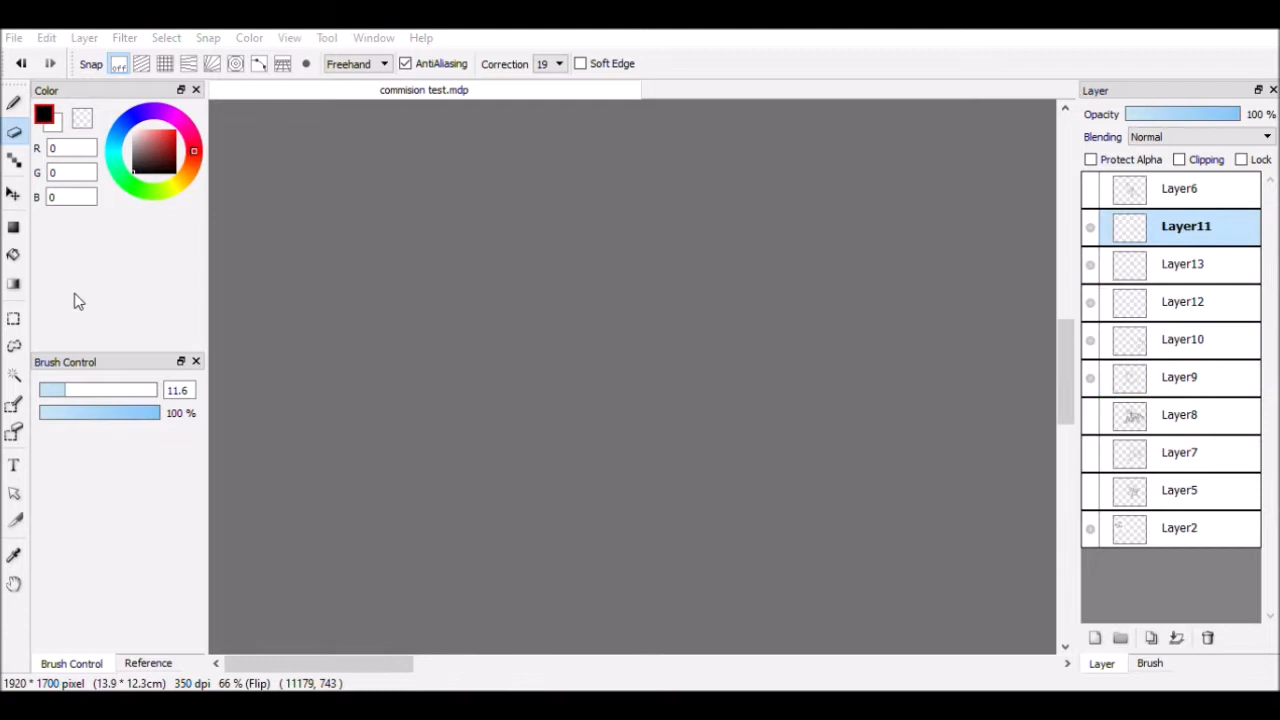 File Edit Layer Filter Select Snap Color View Tool Window Help
Snap off Freehand AntiAliasing Correction 19 Soft Edge
Color
commision test.mdp
Layer
R 0
G 0
B 0
Opacity 100 %
Blending Normal
Protect Alpha Clipping Lock
Layer6
Layer11
Layer13
Layer12
Layer10
Layer9
Layer8
Layer7
Layer5
Layer2
Brush Control
11.6
100 %
T
Brush Control Reference
Layer Brush
1920 * 1700 pixel (13.9 * 12.3cm) 350 dpi 66 % (Flip) ( 11179, 743 )